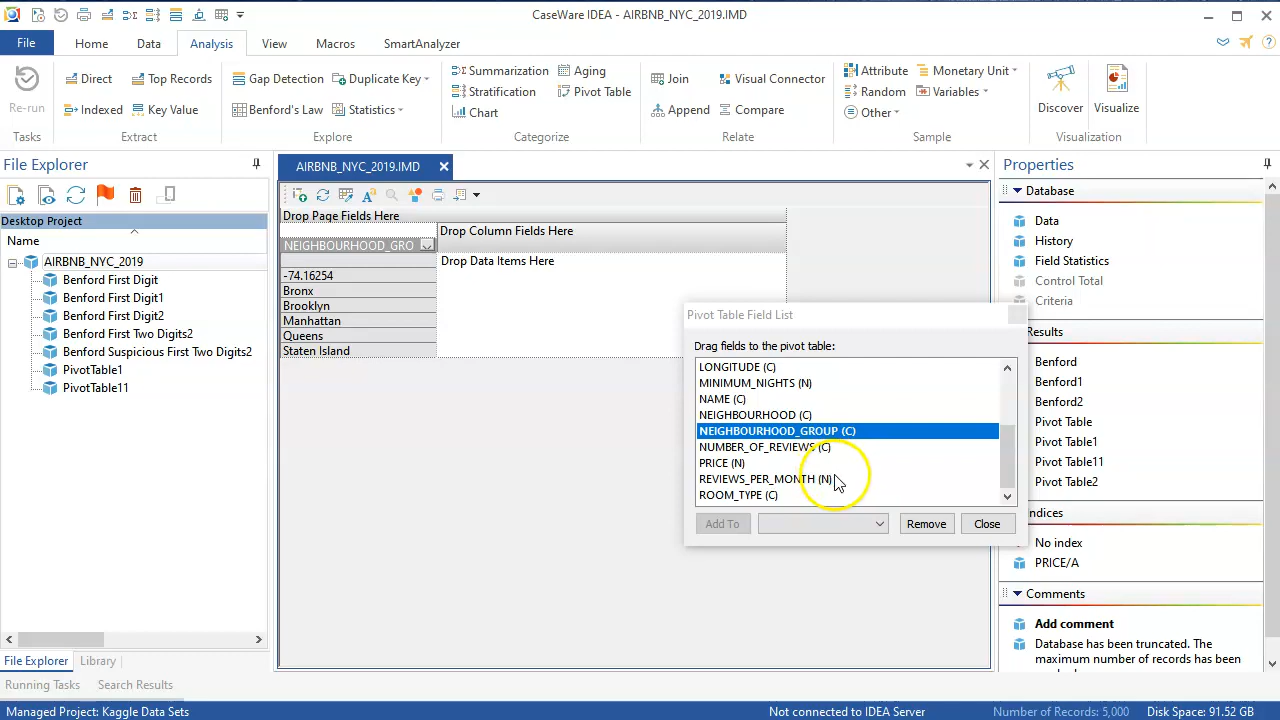 CaseWare IDEA - AIRBNB_NYC_2019.IMD
File
Home
Data
Analysis
View
Macros
SmartAnalyzer
Re-run
Tasks
Direct
Top Records
Indexed
Key Value
Extract
Gap Detection
Duplicate Key
Benford's Law
Statistics
Explore
Summarization
Aging
Stratification
Pivot Table
Chart
Categorize
Join
Visual Connector
Append
Compare
Relate
Attribute
Monetary Unit
Random
Variables
Other
Sample
Discover
Visualize
Visualization
File Explorer
Desktop Project
Name
AIRBNB_NYC_2019
Benford First Digit
Benford First Digit1
Benford First Digit2
Benford First Two Digits2
Benford Suspicious First Two Digits2
PivotTable1
PivotTable11
File Explorer
Library
Running Tasks
Search Results
AIRBNB_NYC_2019.IMD
Drop Page Fields Here
Drop Column Fields Here
NEIGHBOURHOOD_GRO
Drop Data Items Here
-74.16254
Bronx
Brooklyn
Manhattan
Queens
Staten Island
Pivot Table Field List
Drag fields to the pivot table:
LONGITUDE (C)
MINIMUM_NIGHTS (N)
NAME (C)
NEIGHBOURHOOD (C)
NEIGHBOURHOOD_GROUP (C)
NUMBER_OF_REVIEWS (C)
PRICE (N)
REVIEWS_PER_MONTH (N)
ROOM_TYPE (C)
Add To
Remove
Close
Properties
Database
Data
History
Field Statistics
Control Total
Criteria
Results
Benford
Benford1
Benford2
Pivot Table
Pivot Table1
Pivot Table11
Pivot Table2
ndices
No index
PRICE/A
Comments
Add comment
Database has been truncated. The
maximum number of records has been
Managed Project: Kaggle Data Sets
Not connected to IDEA Server
Number of Records: 5,000
Disk Space: 91.52 GB